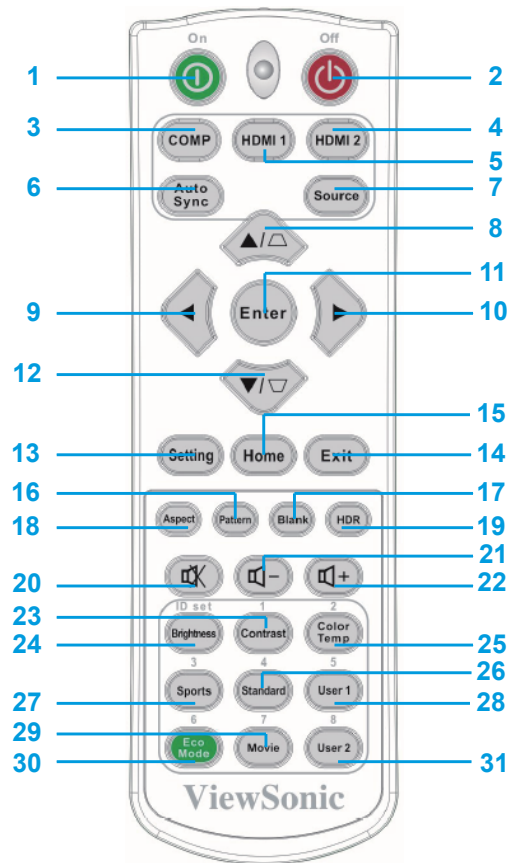 On Off
1 2
3 COMP HDMI 1 HDMI 2 4
5
6 Auto Sync Source 7
▲/⏢ 8
11
9 ◀ Enter ▶ 10
12 ▼/▽
15
13 Setting Home Exit 14
16 17
Aspect Pattern Blank HDR
18 19
21
20 - + 22
ID set 1 2
23
Brightness Contrast Color Temp
24 25
3 4 5
26
27 Sports Standard User 1 28
6 7 8
29
Eco Mode Movie User 2
30 31
ViewSonic